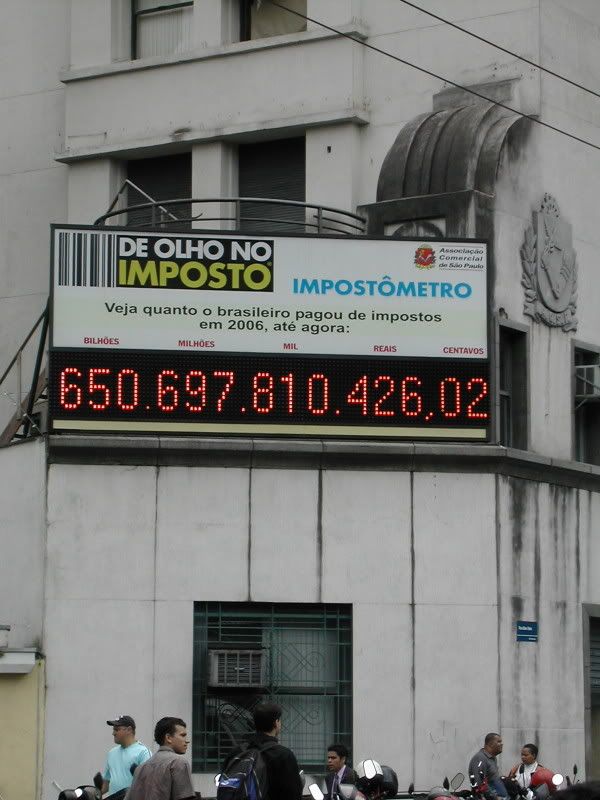 DE OLHO NO
IMPOSTO
Associação
Comercial
de São Paulo
IMPOSTÔMETRO
Veja quanto o brasileiro pagou de impostos
em 2006, até agora:
BILHÕES MILHÕES MIL REAIS CENTAVOS
650.697.810.426,02